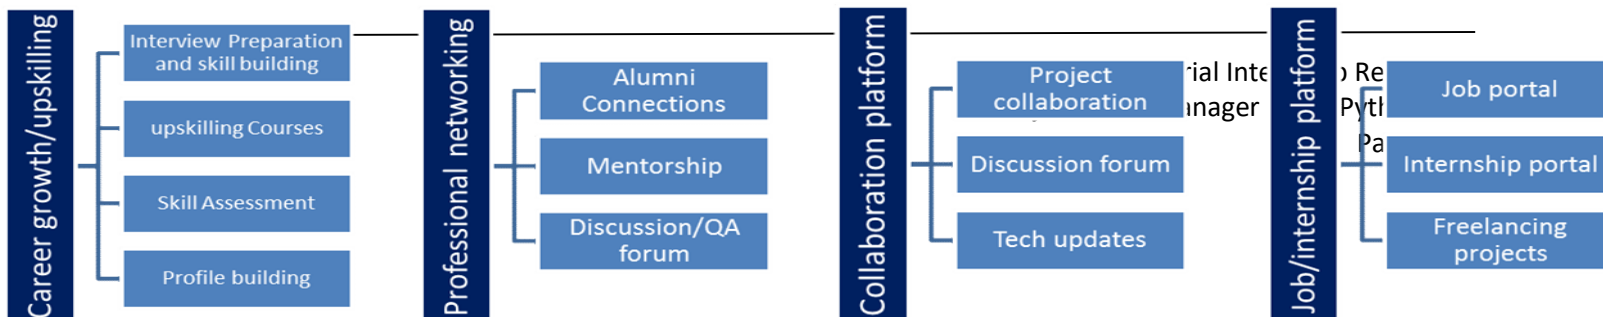 Career growth/upskilling
Interview Preparation
and skill building
upskilling Courses
Skill Assessment
Profile building
Professional networking
Alumni
Connections
Mentorship
Discussion/QA
forum
Collaboration platform
Project
collaboration
Discussion forum
Tech updates
Job/internship platform
Job portal
Internship portal
Freelancing
projects